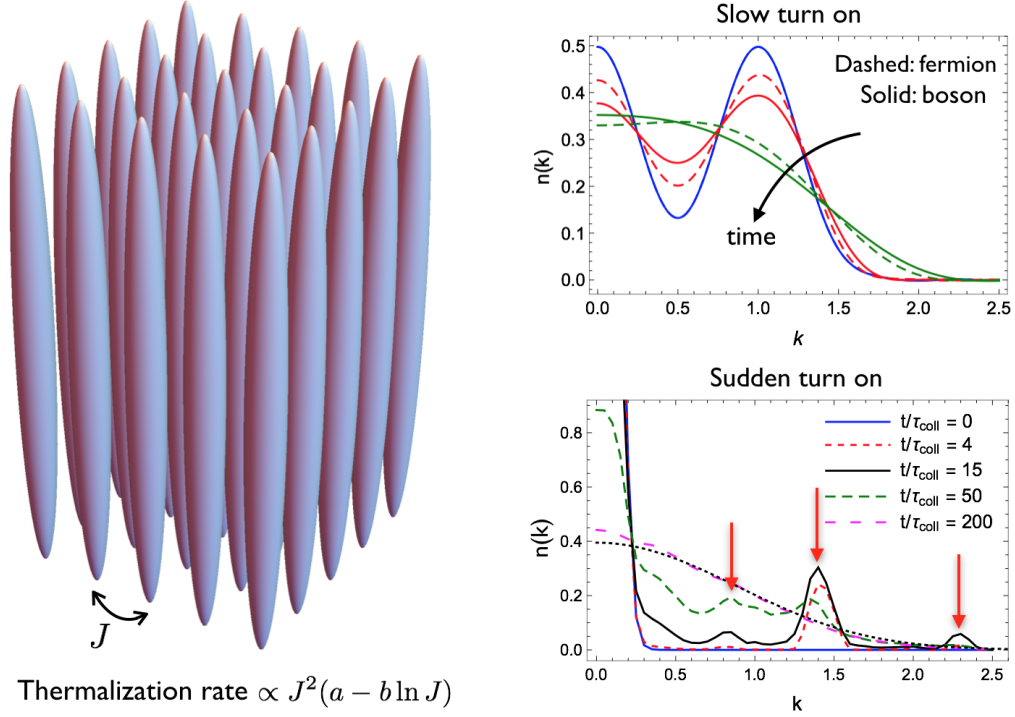 J
Thermalization rate ∝ J²(a − b ln J)
Slow turn on
0.5
0.4
0.3
0.2
0.1
0.0
n(k)
Dashed: fermion
Solid: boson
time
0.0 0.5 1.0 1.5 2.0 2.5
k
Sudden turn on
0.8
0.6
0.4
0.2
0.0
n(k)
t/τcoll = 0
t/τcoll = 4
t/τcoll = 15
t/τcoll = 50
t/τcoll = 200
0.0 0.5 1.0 1.5 2.0 2.5
k